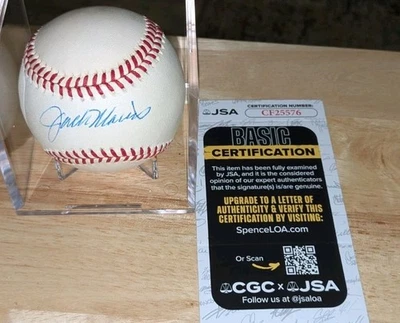 JSA
CERTIFICATION NUMBER:
CF25576
BASIC
CERTIFICATION
This item has been fully examined
by JSA, and it is the considered
opinion of our expert authenticators
that the signature(s) is/are genuine.
UPGRADE TO A LETTER OF
AUTHENTICITY & VERIFY THIS
CERTIFICATION BY VISITING:
SpenceLOA.com
Or Scan
CGC x JSA
Follow us at @jsaloa